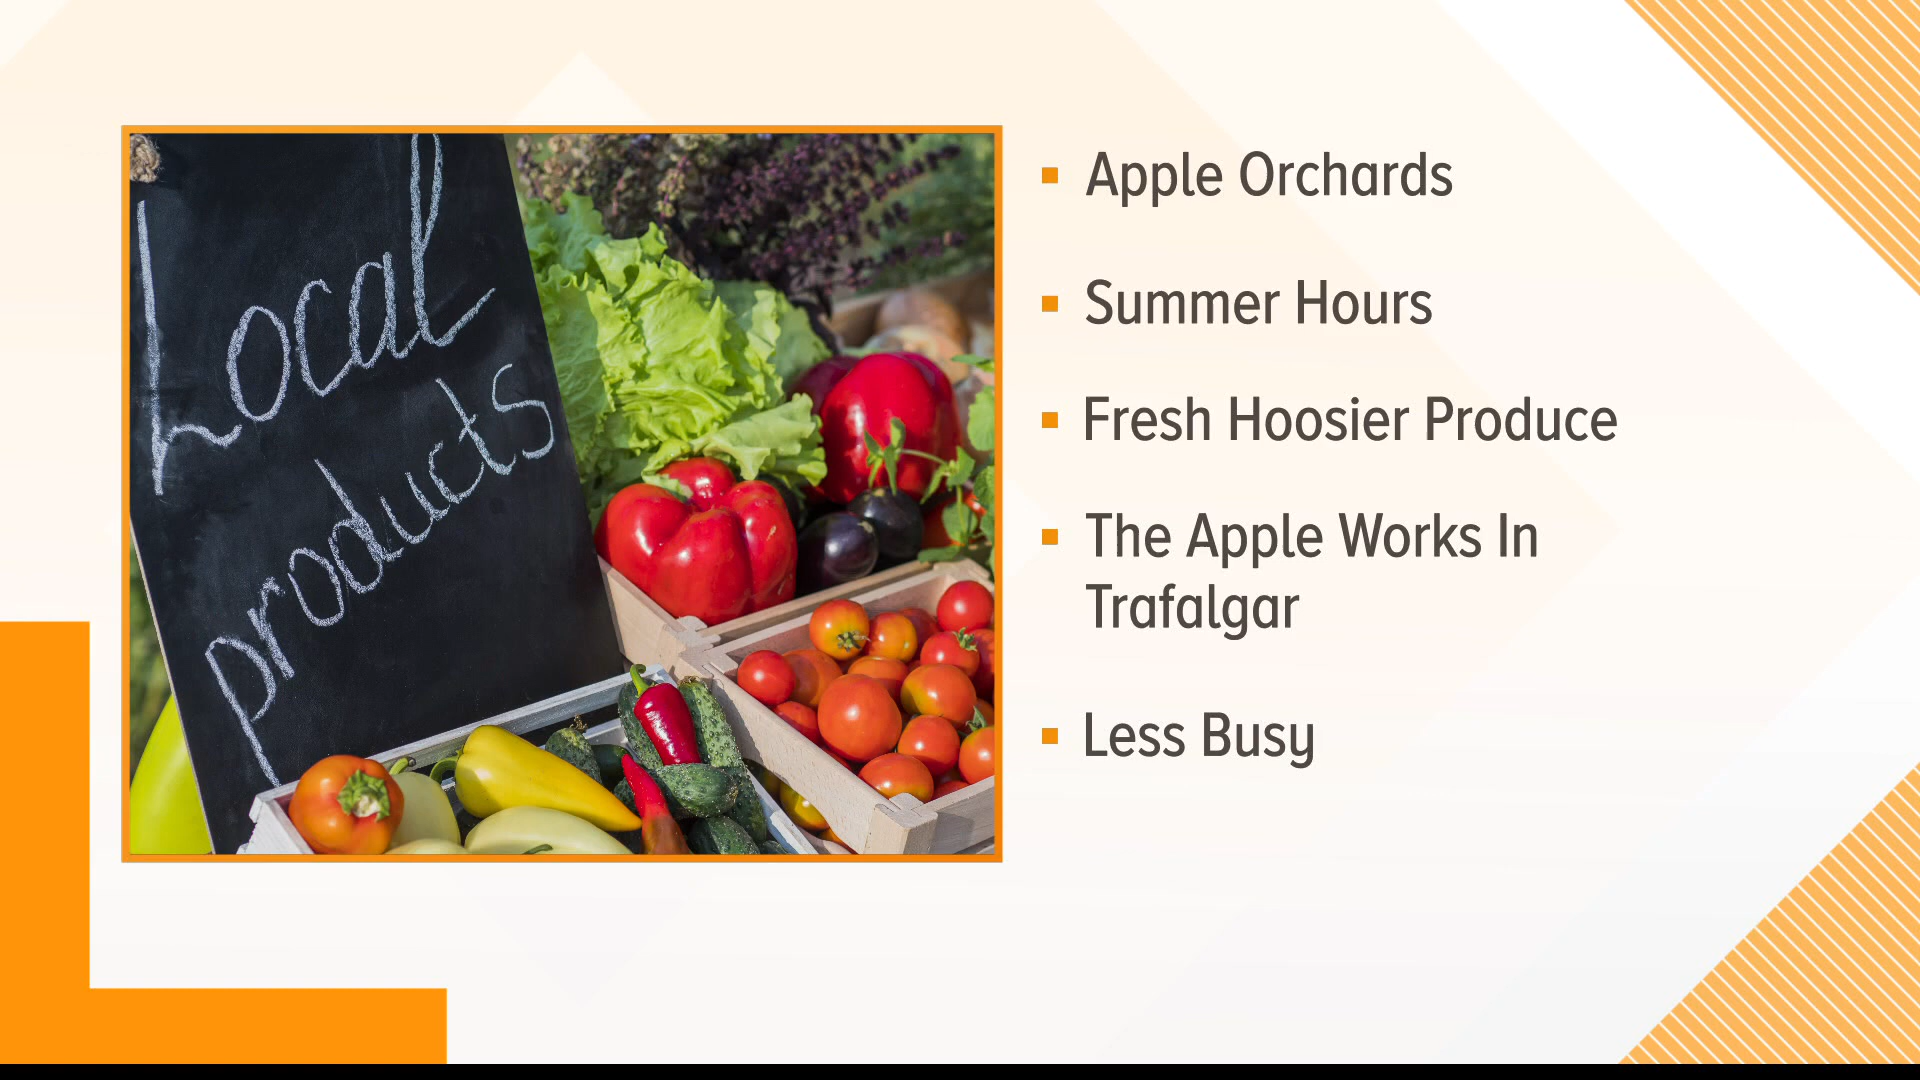 Local
products
Apple Orchards
Summer Hours
Fresh Hoosier Produce
The Apple Works In
Trafalgar
Less Busy